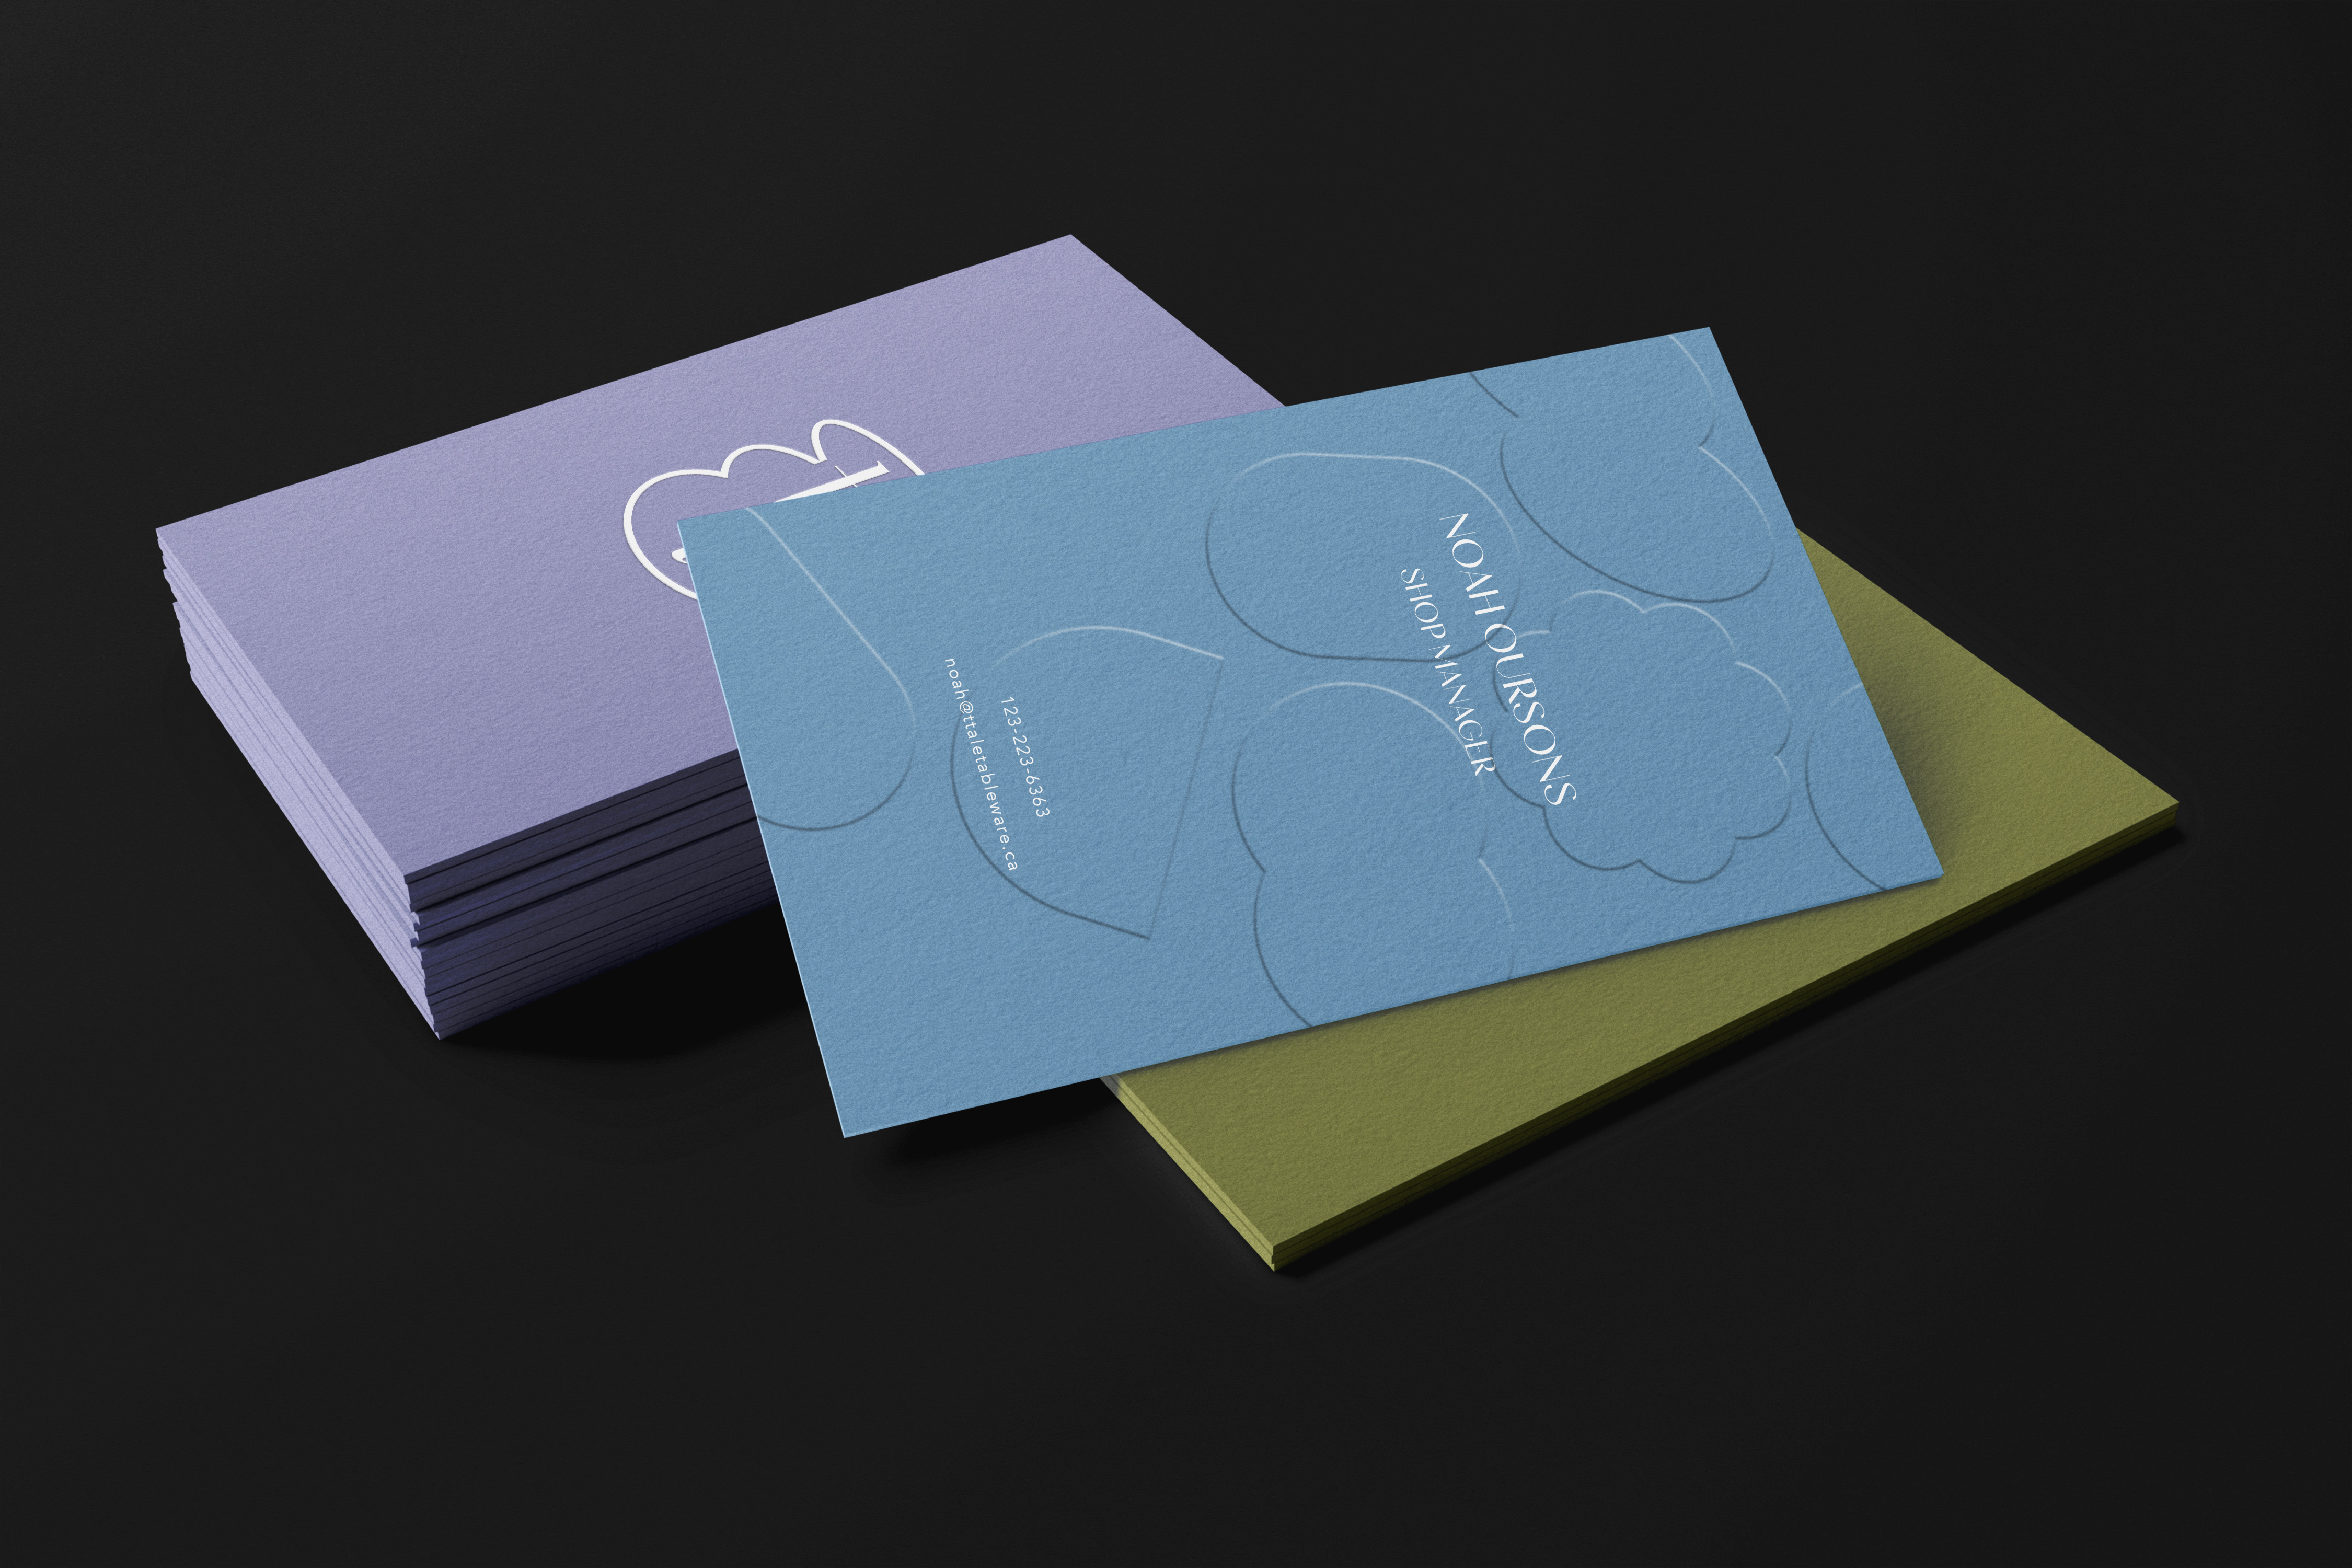 NOAH OURSONS
SHOP MANAGER
123-223-6363
noah@ttaletableware.ca